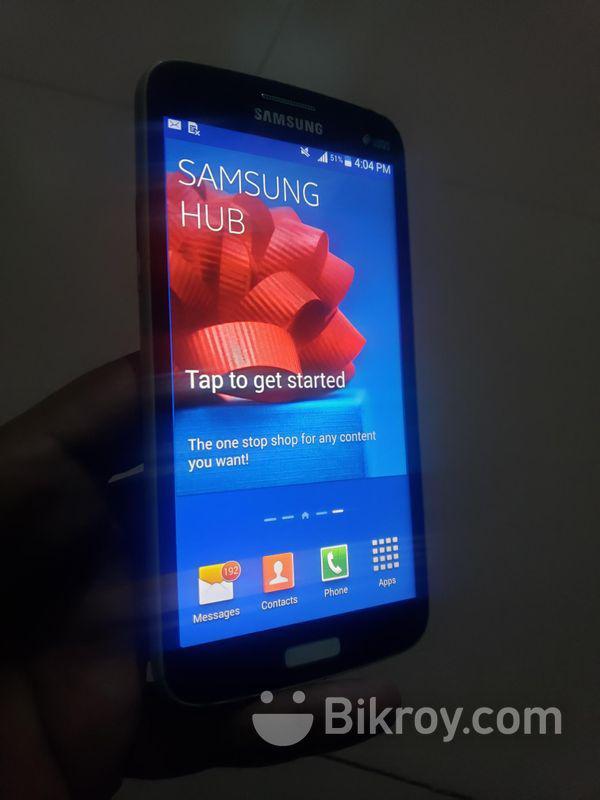 SAMSUNG
51% 4:04 PM
SAMSUNG
HUB
Tap to get started
The one stop shop for any content
you want!
192
Messages
Contacts
Phone
Apps
Bikroy.com